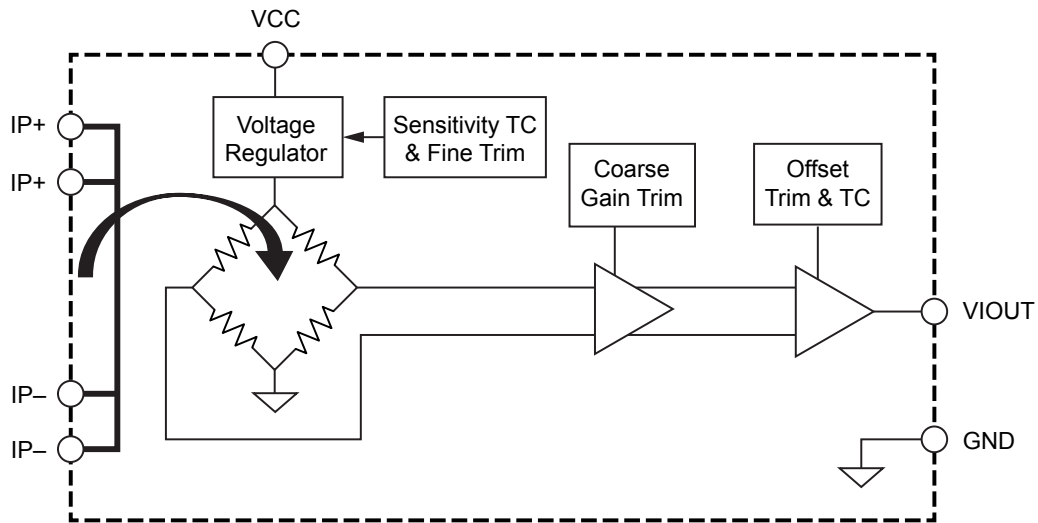 VCC
IP+
IP+
Voltage
Regulator
Sensitivity TC
& Fine Trim
Coarse
Gain Trim
Offset
Trim & TC
VIOUT
IP–
IP–
GND